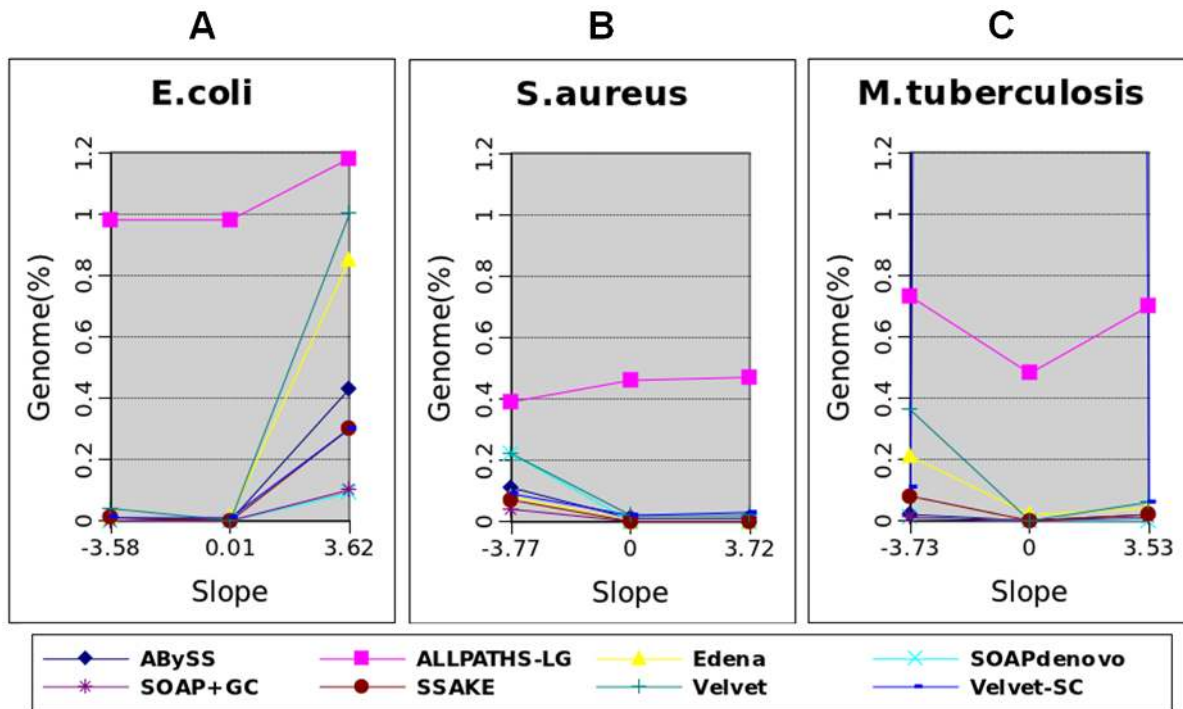 A
B
C
E.coli
S.aureus
M.tuberculosis
Genome(%)
1.2
1
0.8
0.6
0.4
0.2
0
-3.58
0.01
3.62
Slope
Genome(%)
1.2
1
0.8
0.6
0.4
0.2
0
-3.77
0
3.72
Slope
Genome(%)
1.2
1
0.8
0.6
0.4
0.2
0
-3.73
0
3.53
Slope
ABySS
ALLPATHS-LG
Edena
SOAPdenovo
SOAP+GC
SSAKE
Velvet
Velvet-SC